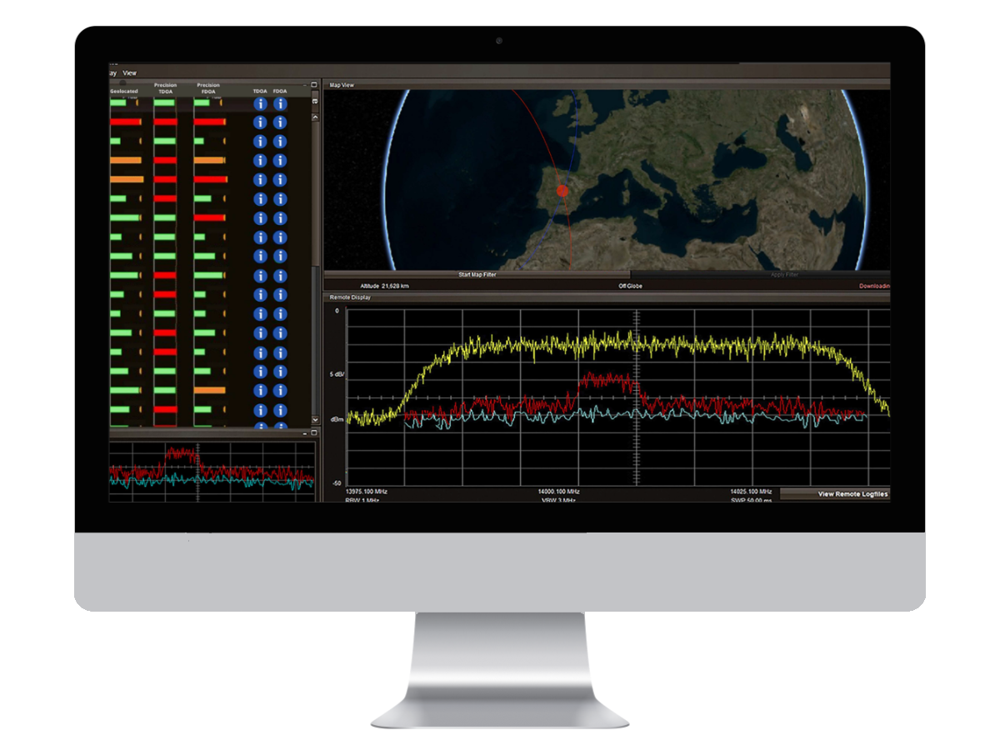 ay View
Precision Precision
Geolocated TDOA FDOA TDOA FDOA
Map View
Start Map Filter Apply Filter
Altitude 21,628 km Off Globe Downloadin
Remote Display
0
5 dB/
dBm
-50
13975.100 MHz 14000.100 MHz 14025.100 MHz
View Remote Logfiles
RBW 1 MHz VBW 3 MHz SWP 50.00 ms